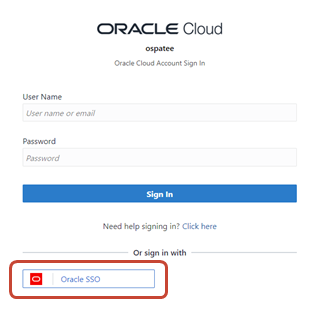 ORACLE Cloud
ospatee
Oracle Cloud Account Sign In
User Name
User name or email
Password
Password
Sign In
Need help signing in? Click here
Or sign in with
Oracle SSO